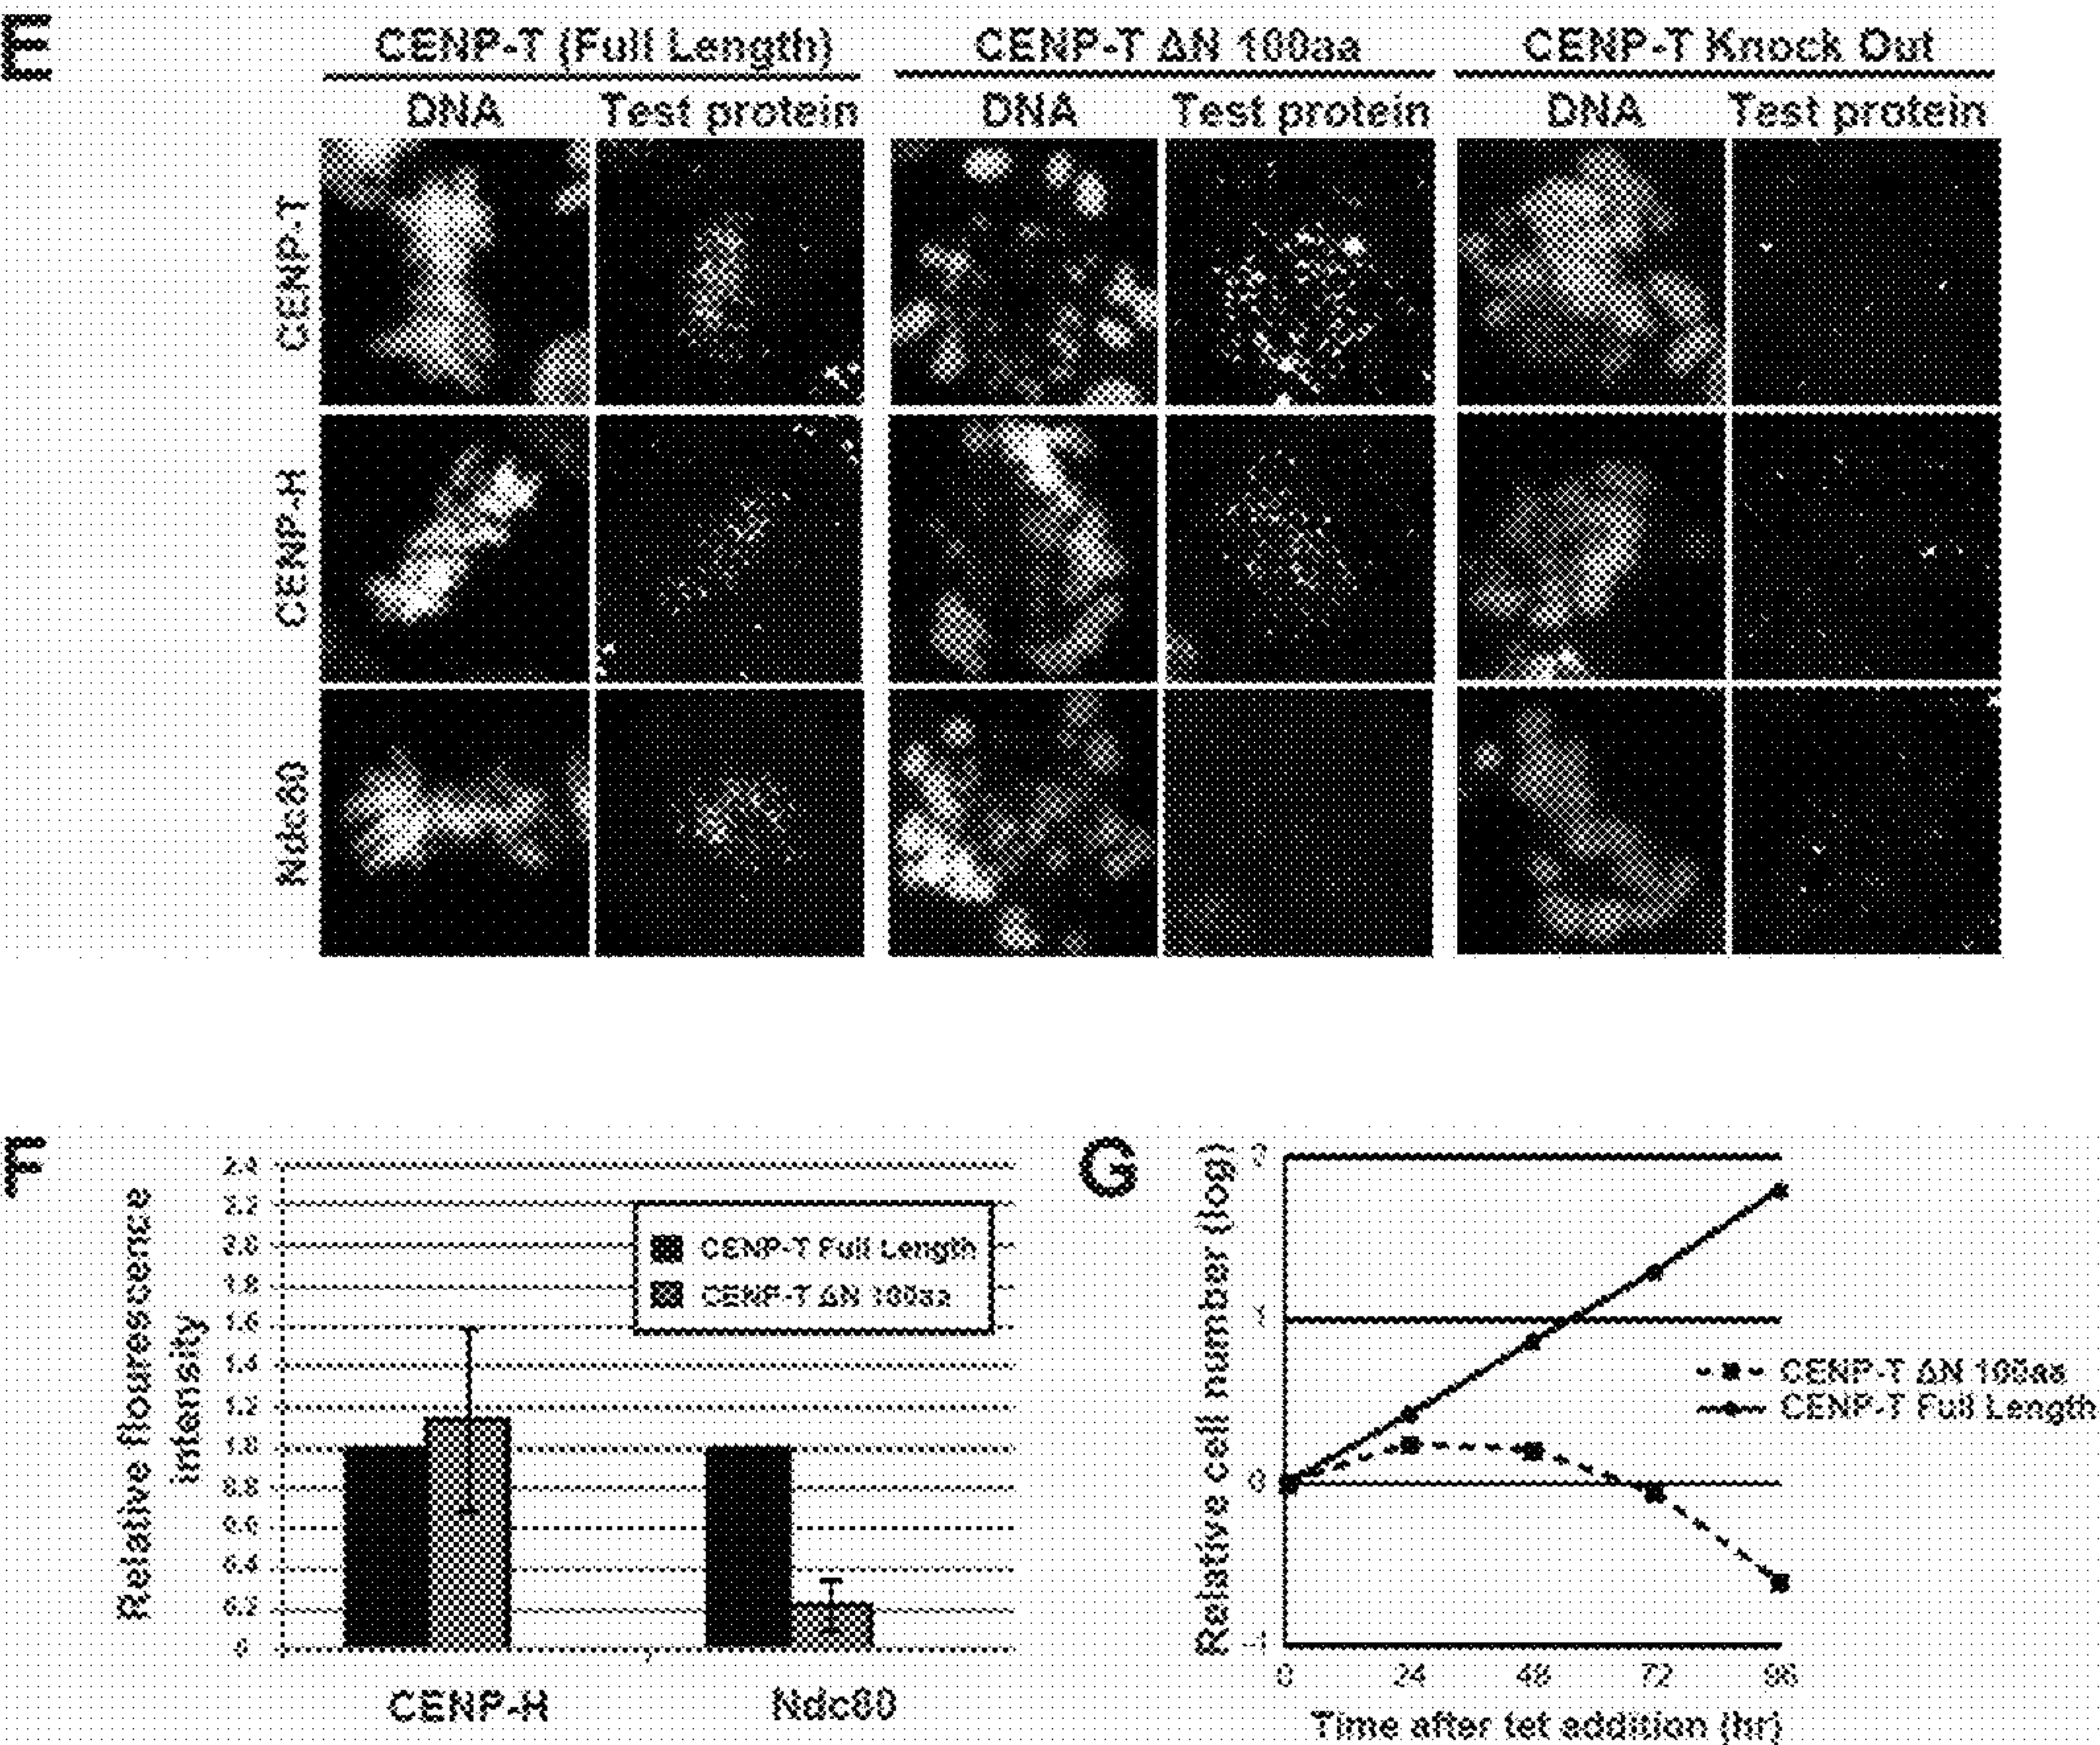 E
CENP-T (Full Length) CENP-T ΔN 100aa CENP-T Knock Out
DNA Test protein DNA Test protein DNA Test protein
CENP-T
CENP-H
Ndc80
F
Relative flourescence
intensity
2.4
2.2
2.0
1.8
1.6
1.4
1.2
1.0
0.8
0.6
0.4
0.2
0
CENP-T Full Length
CENP-T ΔN 100aa
CENP-H Ndc80
G
Relative cell number (log)
2
1
0
-1
CENP-T ΔN 100aa
CENP-T Full Length
0 24 48 72 96
Time after tet addition (hr)